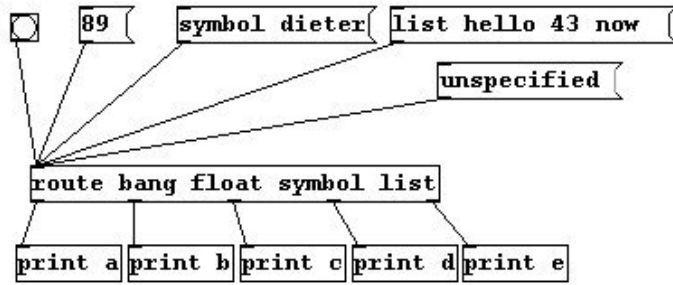 89
symbol dieter
list hello 43 now
unspecified
route bang float symbol list
print a
print b
print c
print d
print e